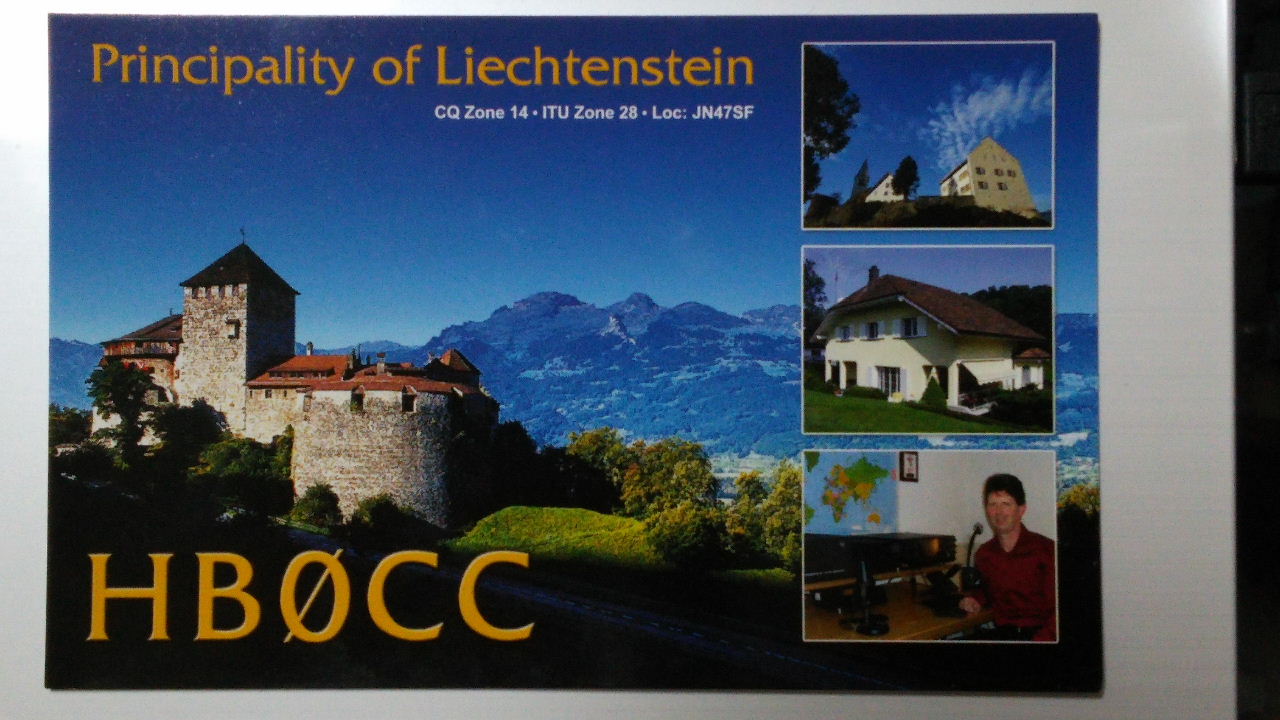 Principality of Liechtenstein
CQ Zone 14 • ITU Zone 28 • Loc: JN47SF
HBØCC